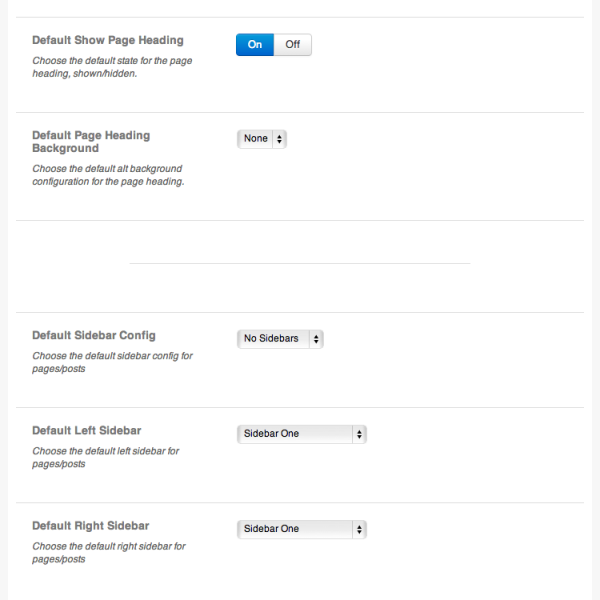 Default Show Page Heading
On Off
Choose the default state for the page
heading, shown/hidden.
Default Page Heading
Background
None
Choose the default alt background
configuration for the page heading.
Default Sidebar Config
No Sidebars
Choose the default sidebar config for
pages/posts
Default Left Sidebar
Sidebar One
Choose the default left sidebar for
pages/posts
Default Right Sidebar
Sidebar One
Choose the default right sidebar for
pages/posts